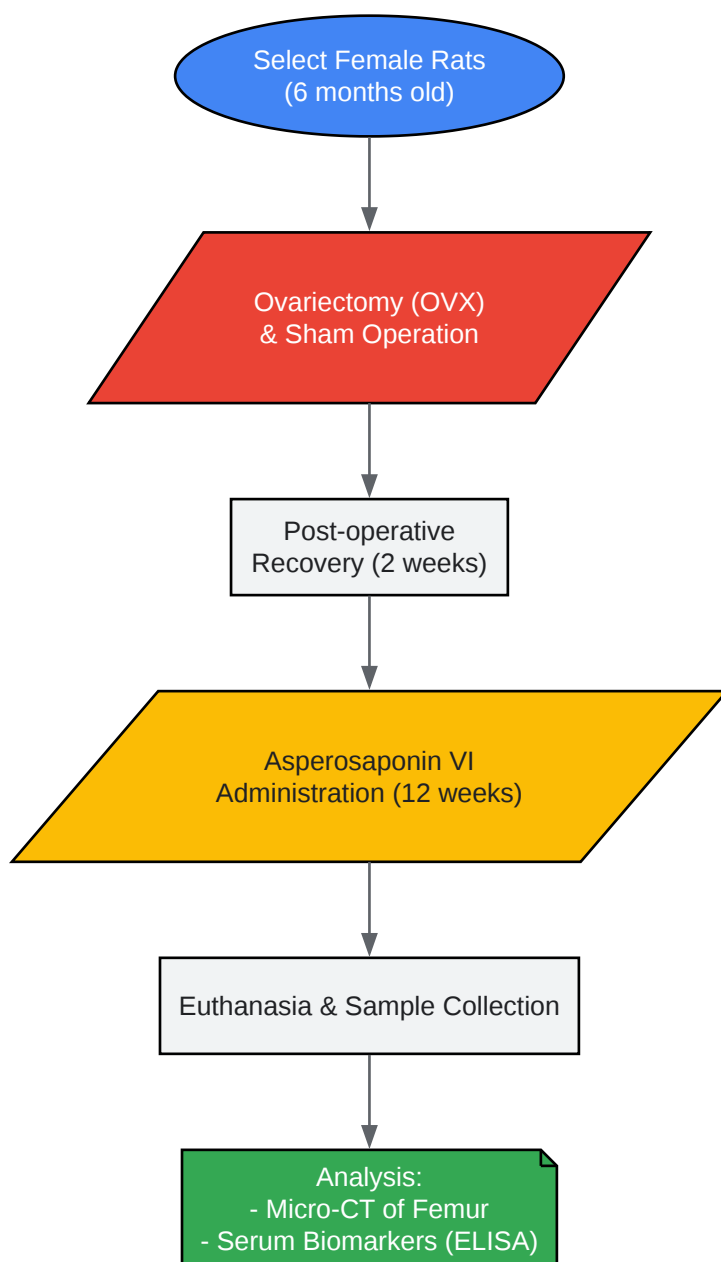 Select Female Rats
(6 months old)
Ovariectomy (OVX)
& Sham Operation
Post-operative
Recovery (2 weeks)
Asperosaponin VI
Administration (12 weeks)
Euthanasia & Sample Collection
Analysis:
- Micro-CT of Femur
- Serum Biomarkers (ELISA)